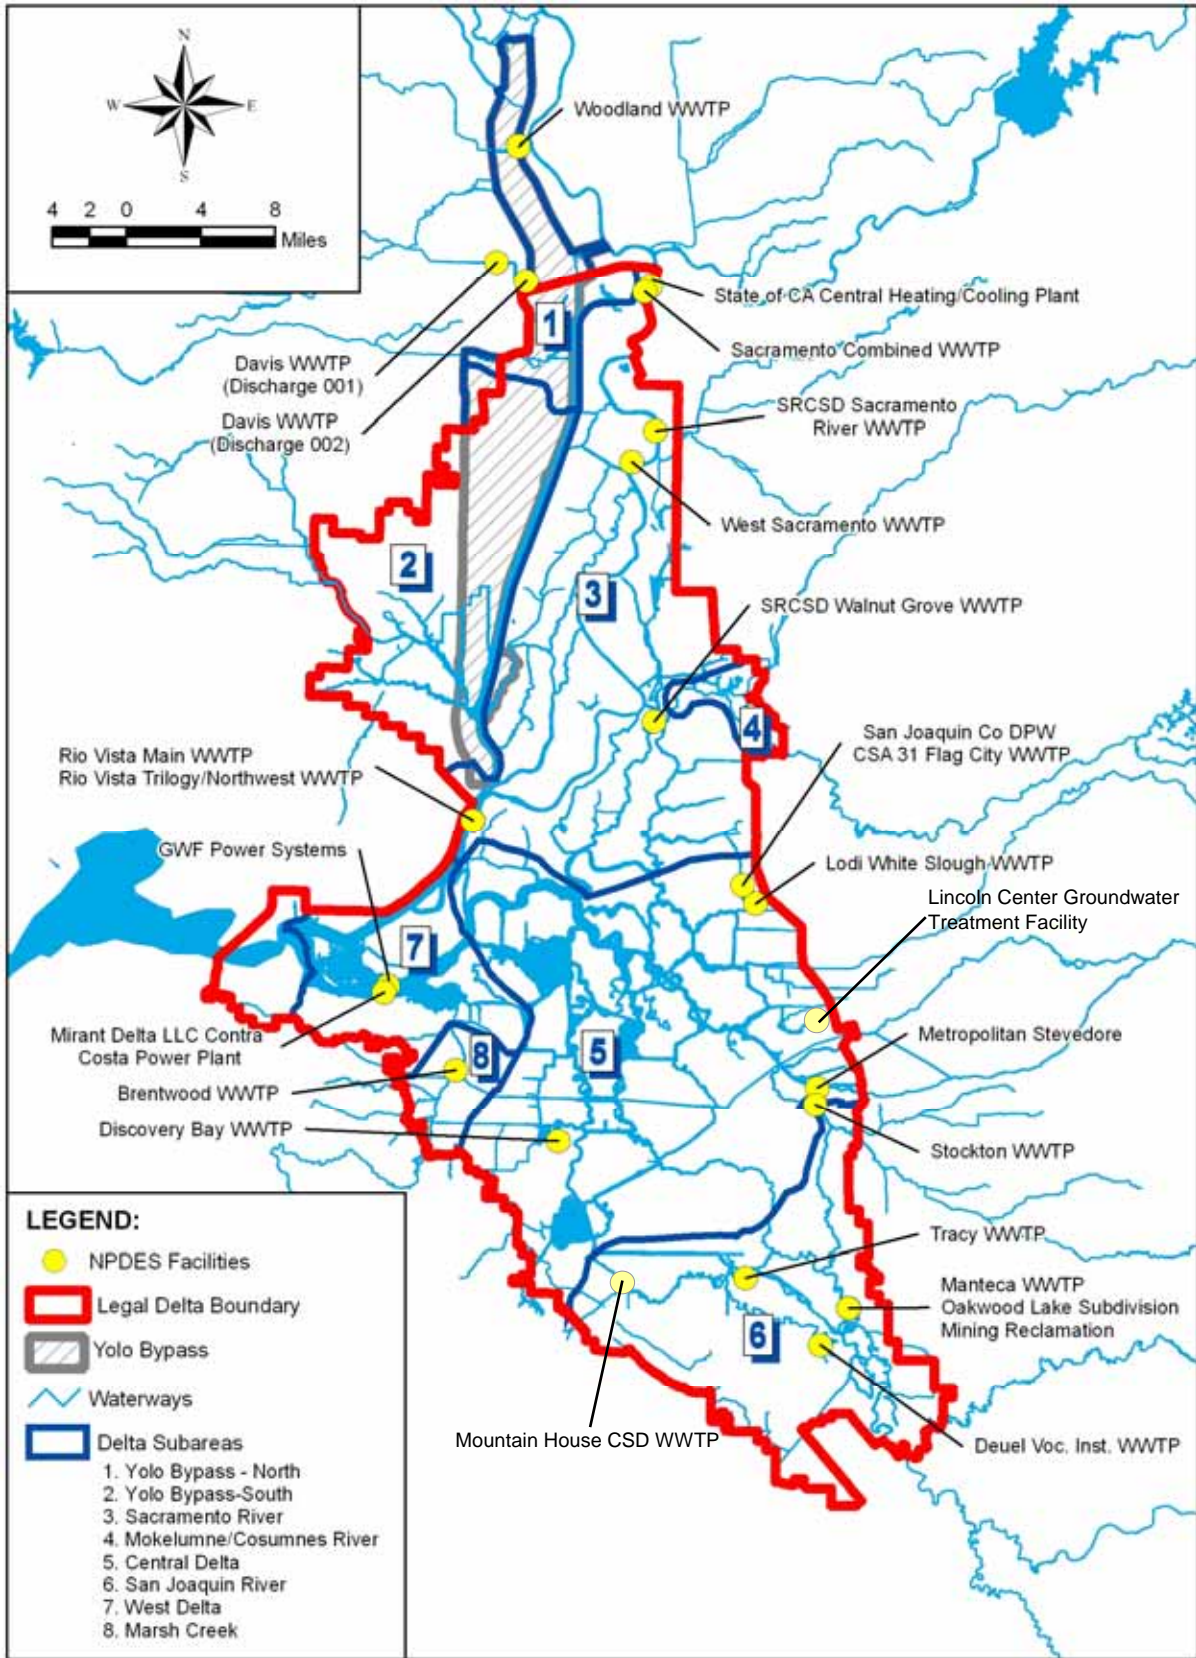 N
W
E
S
4 2 0 4 8
Miles
Woodland WWTP
State of CA Central Heating/Cooling Plant
Sacramento Combined WWTP
1
Davis WWTP
(Discharge 001)
Davis WWTP
(Discharge 002)
SRCSD Sacramento
River WWTP
West Sacramento WWTP
2
3
SRCSD Walnut Grove WWTP
4
San Joaquin Co DPW
CSA 31 Flag City WWTP
Rio Vista Main WWTP
Rio Vista Trilogy/Northwest WWTP
GWF Power Systems
Lodi White Slough WWTP
Lincoln Center Groundwater
Treatment Facility
7
Mirant Delta LLC Contra
Costa Power Plant
Metropolitan Stevedore
8
5
Brentwood WWTP
Discovery Bay WWTP
Stockton WWTP
Tracy WWTP
Manteca WWTP
Oakwood Lake Subdivision
Mining Reclamation
6
Mountain House CSD WWTP
Deuel Voc. Inst. WWTP
LEGEND:
NPDES Facilities
Legal Delta Boundary
Yolo Bypass
Waterways
Delta Subareas
1. Yolo Bypass - North
2. Yolo Bypass-South
3. Sacramento River
4. Mokelumne/Cosumnes River
5. Central Delta
6. San Joaquin River
7. West Delta
8. Marsh Creek